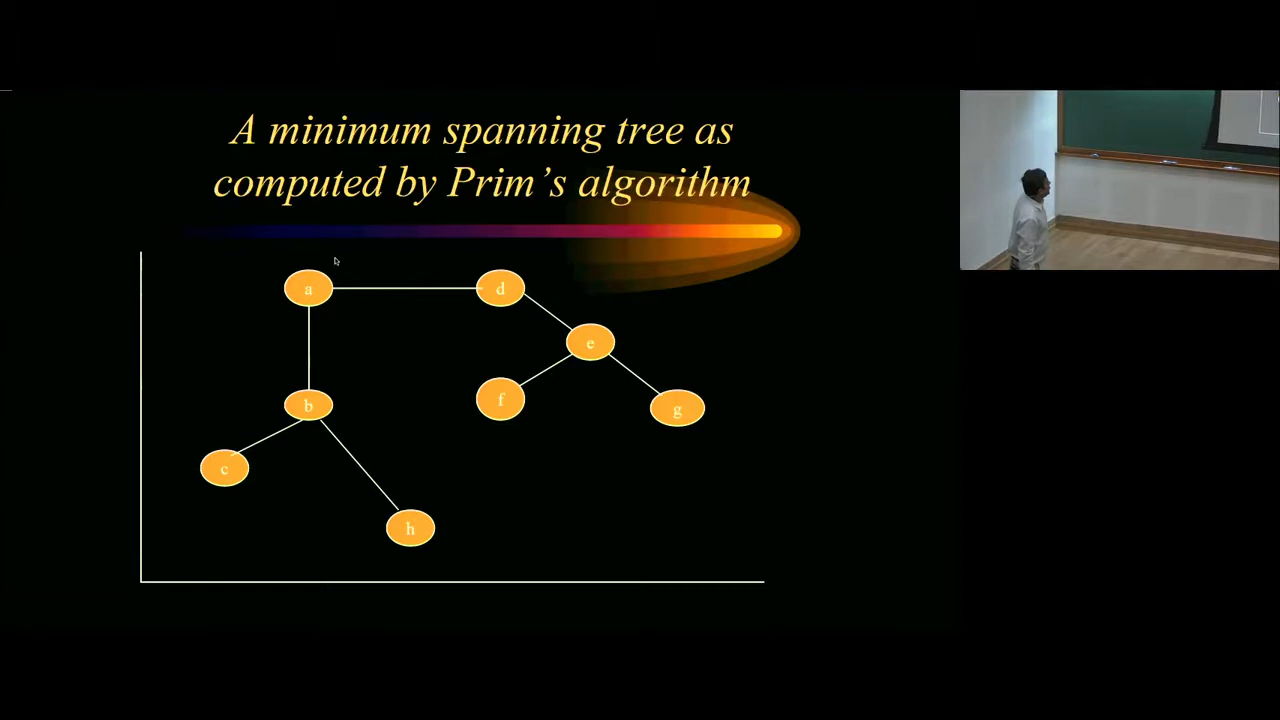 A minimum spanning tree as
computed by Prim’s algorithm
a
d
e
f
g
b
c
h